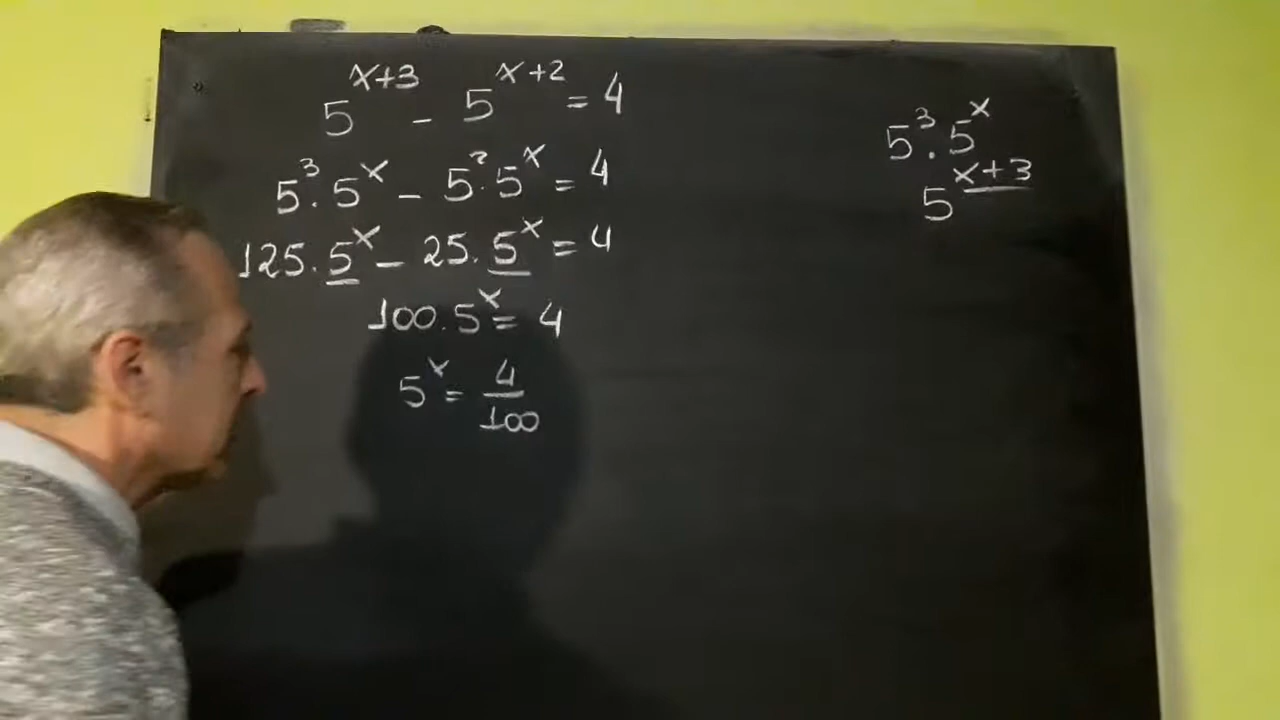 5^{x+3} - 5^{x+2} = 4
5^3 . 5^x - 5^2 . 5^x = 4
125 . 5^x - 25 . 5^x = 4
100 . 5^x = 4
5^x = \frac{4}{100}
5^3 . 5^x
5^{x+3}